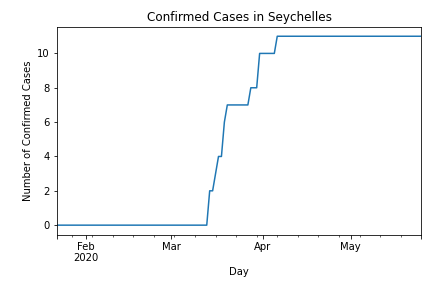 Confirmed Cases in Seychelles
Number of Confirmed Cases
10
8
6
4
2
0
Feb
2020
Mar
Apr
May
Day